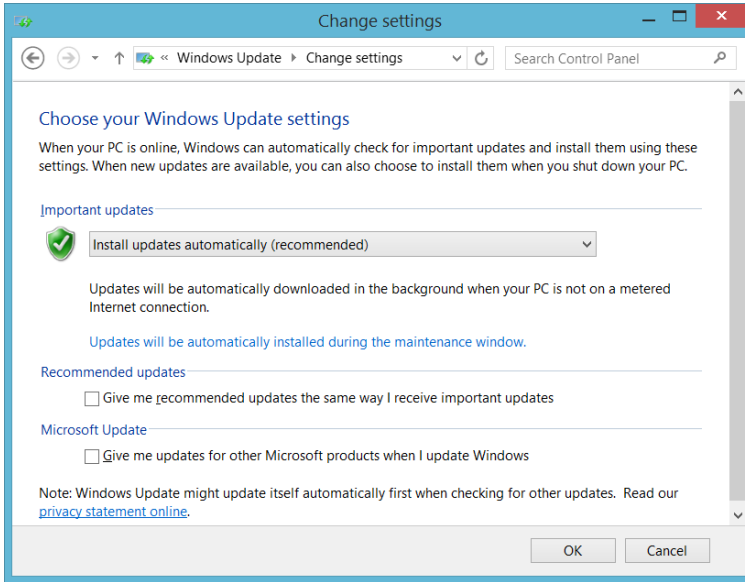 Change settings
« Windows Update Change settings
Search Control Panel
Choose your Windows Update settings
When your PC is online, Windows can automatically check for important updates and install them using these
settings. When new updates are available, you can also choose to install them when you shut down your PC.
Important updates
Install updates automatically (recommended)
Updates will be automatically downloaded in the background when your PC is not on a metered
Internet connection.
Updates will be automatically installed during the maintenance window.
Recommended updates
Give me recommended updates the same way I receive important updates
Microsoft Update
Give me updates for other Microsoft products when I update Windows
Note: Windows Update might update itself automatically first when checking for other updates. Read our
privacy statement online.
OK
Cancel